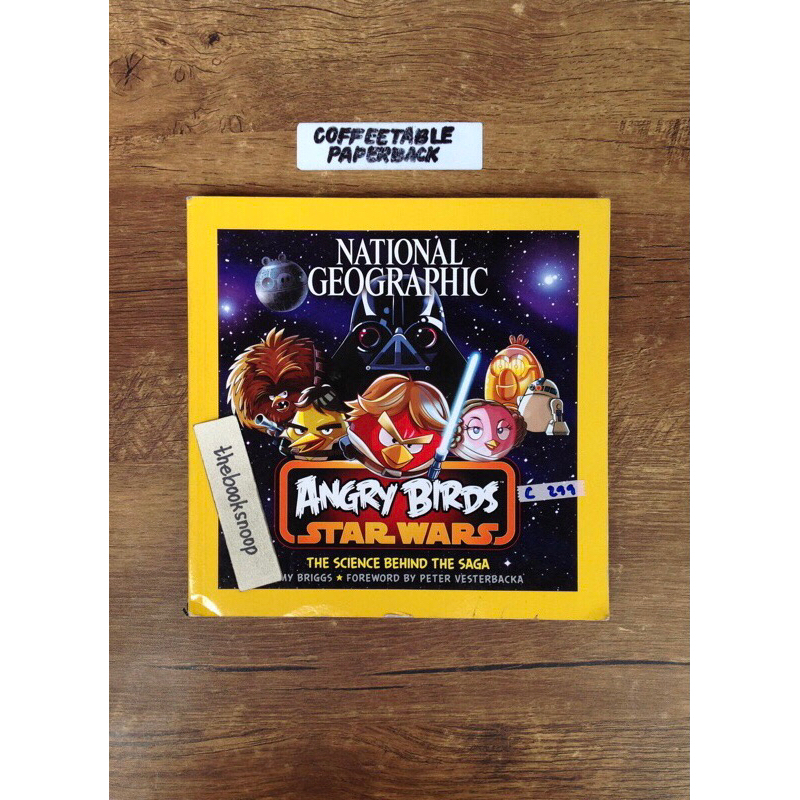 COFFEETABLE
PAPERBACK
NATIONAL
GEOGRAPHIC
ANGRY BIRDS
C 299
STAR WARS
thebooksnoop
THE SCIENCE BEHIND THE SAGA
MY BRIGGS ★ FOREWORD BY PETER VESTERBACKA